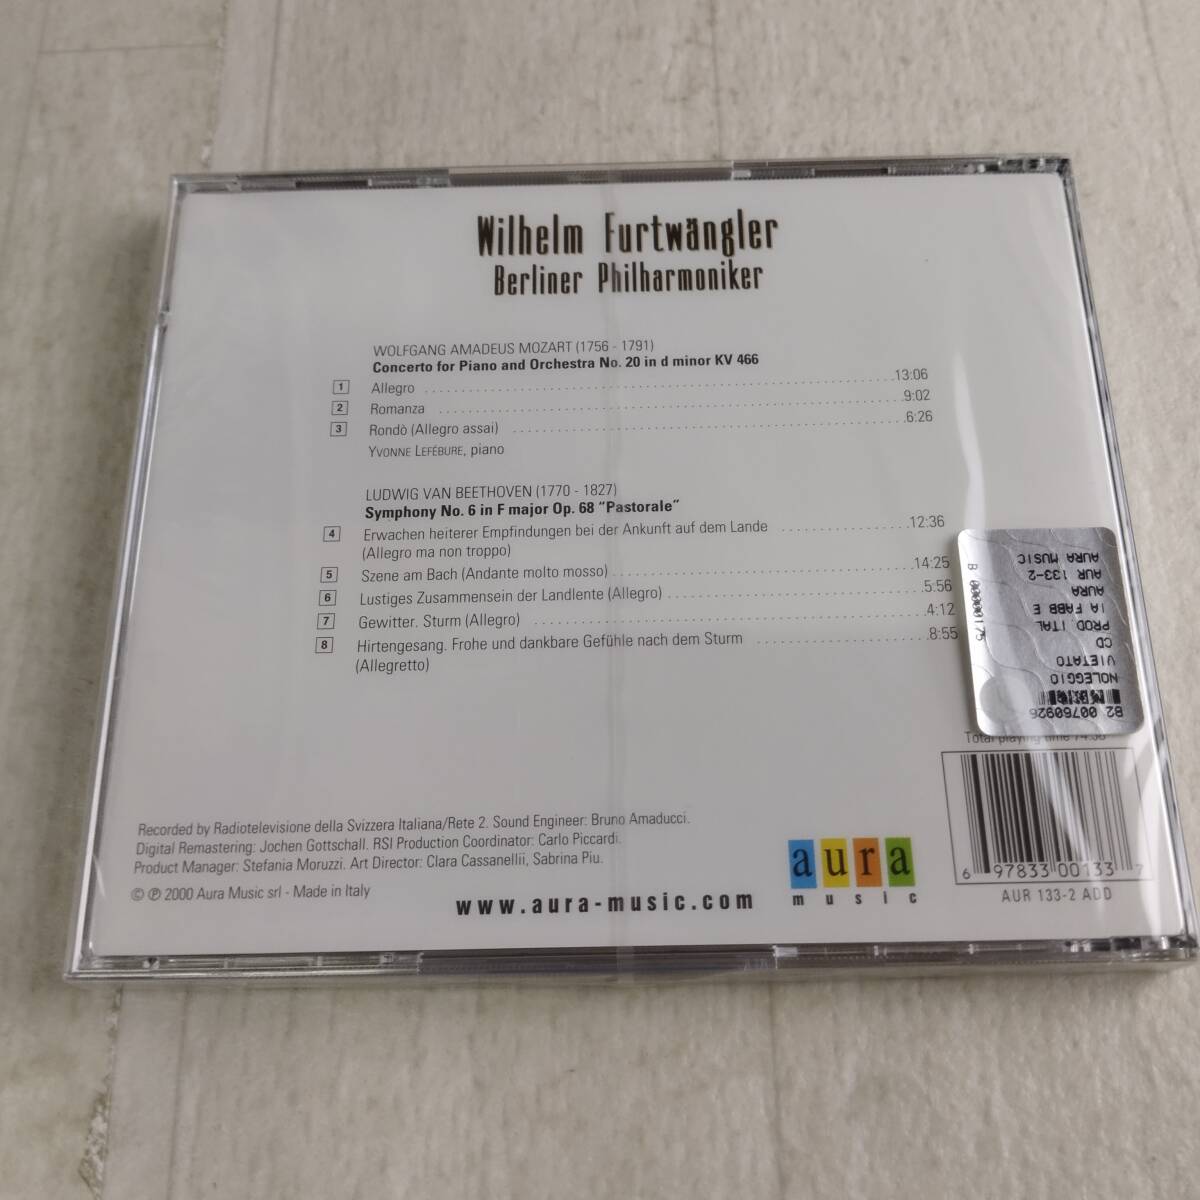 Wilhelm Furtwängler
Berliner Philharmoniker
WOLFGANG AMADEUS MOZART (1756 - 1791)
Concerto for Piano and Orchestra No. 20 in d minor KV 466
1 Allegro 13:06
2 Romanza 9:02
3 Rondò (Allegro assai) 6:26
YVONNE LEFÉBURE, piano
LUDWIG VAN BEETHOVEN (1770 - 1827)
Symphony No. 6 in F major Op. 68 “Pastorale”
4 Erwachen heiterer Empfindungen bei der Ankunft auf dem Lande 12:36
(Allegro ma non troppo)
5 Szene am Bach (Andante molto mosso) 14:25
6 Lustiges Zusammensein der Landlente (Allegro) 5:56
7 Gewitter. Sturm (Allegro) 4:12
8 Hirtengesang. Frohe und dankbare Gefühle nach dem Sturm 8:55
(Allegretto)
B2 00760926
NOLEGGIO
VIETATO
CD
PROD. ITAL
IA FABB E
AURA
AUR 133-2
AURA MUSIC
B 00000175
Total playing time
Recorded by Radiotelevisione della Svizzera Italiana/Rete 2. Sound Engineer: Bruno Amaducci.
Digital Remastering: Jochen Gottschall. RSI Production Coordinator: Carlo Piccardi.
Product Manager: Stefania Moruzzi. Art Director: Clara Cassanellii, Sabrina Piu.
© ℗ 2000 Aura Music srl - Made in Italy
www.aura-music.com
aura
music
6 97833 00133 7
AUR 133-2 ADD